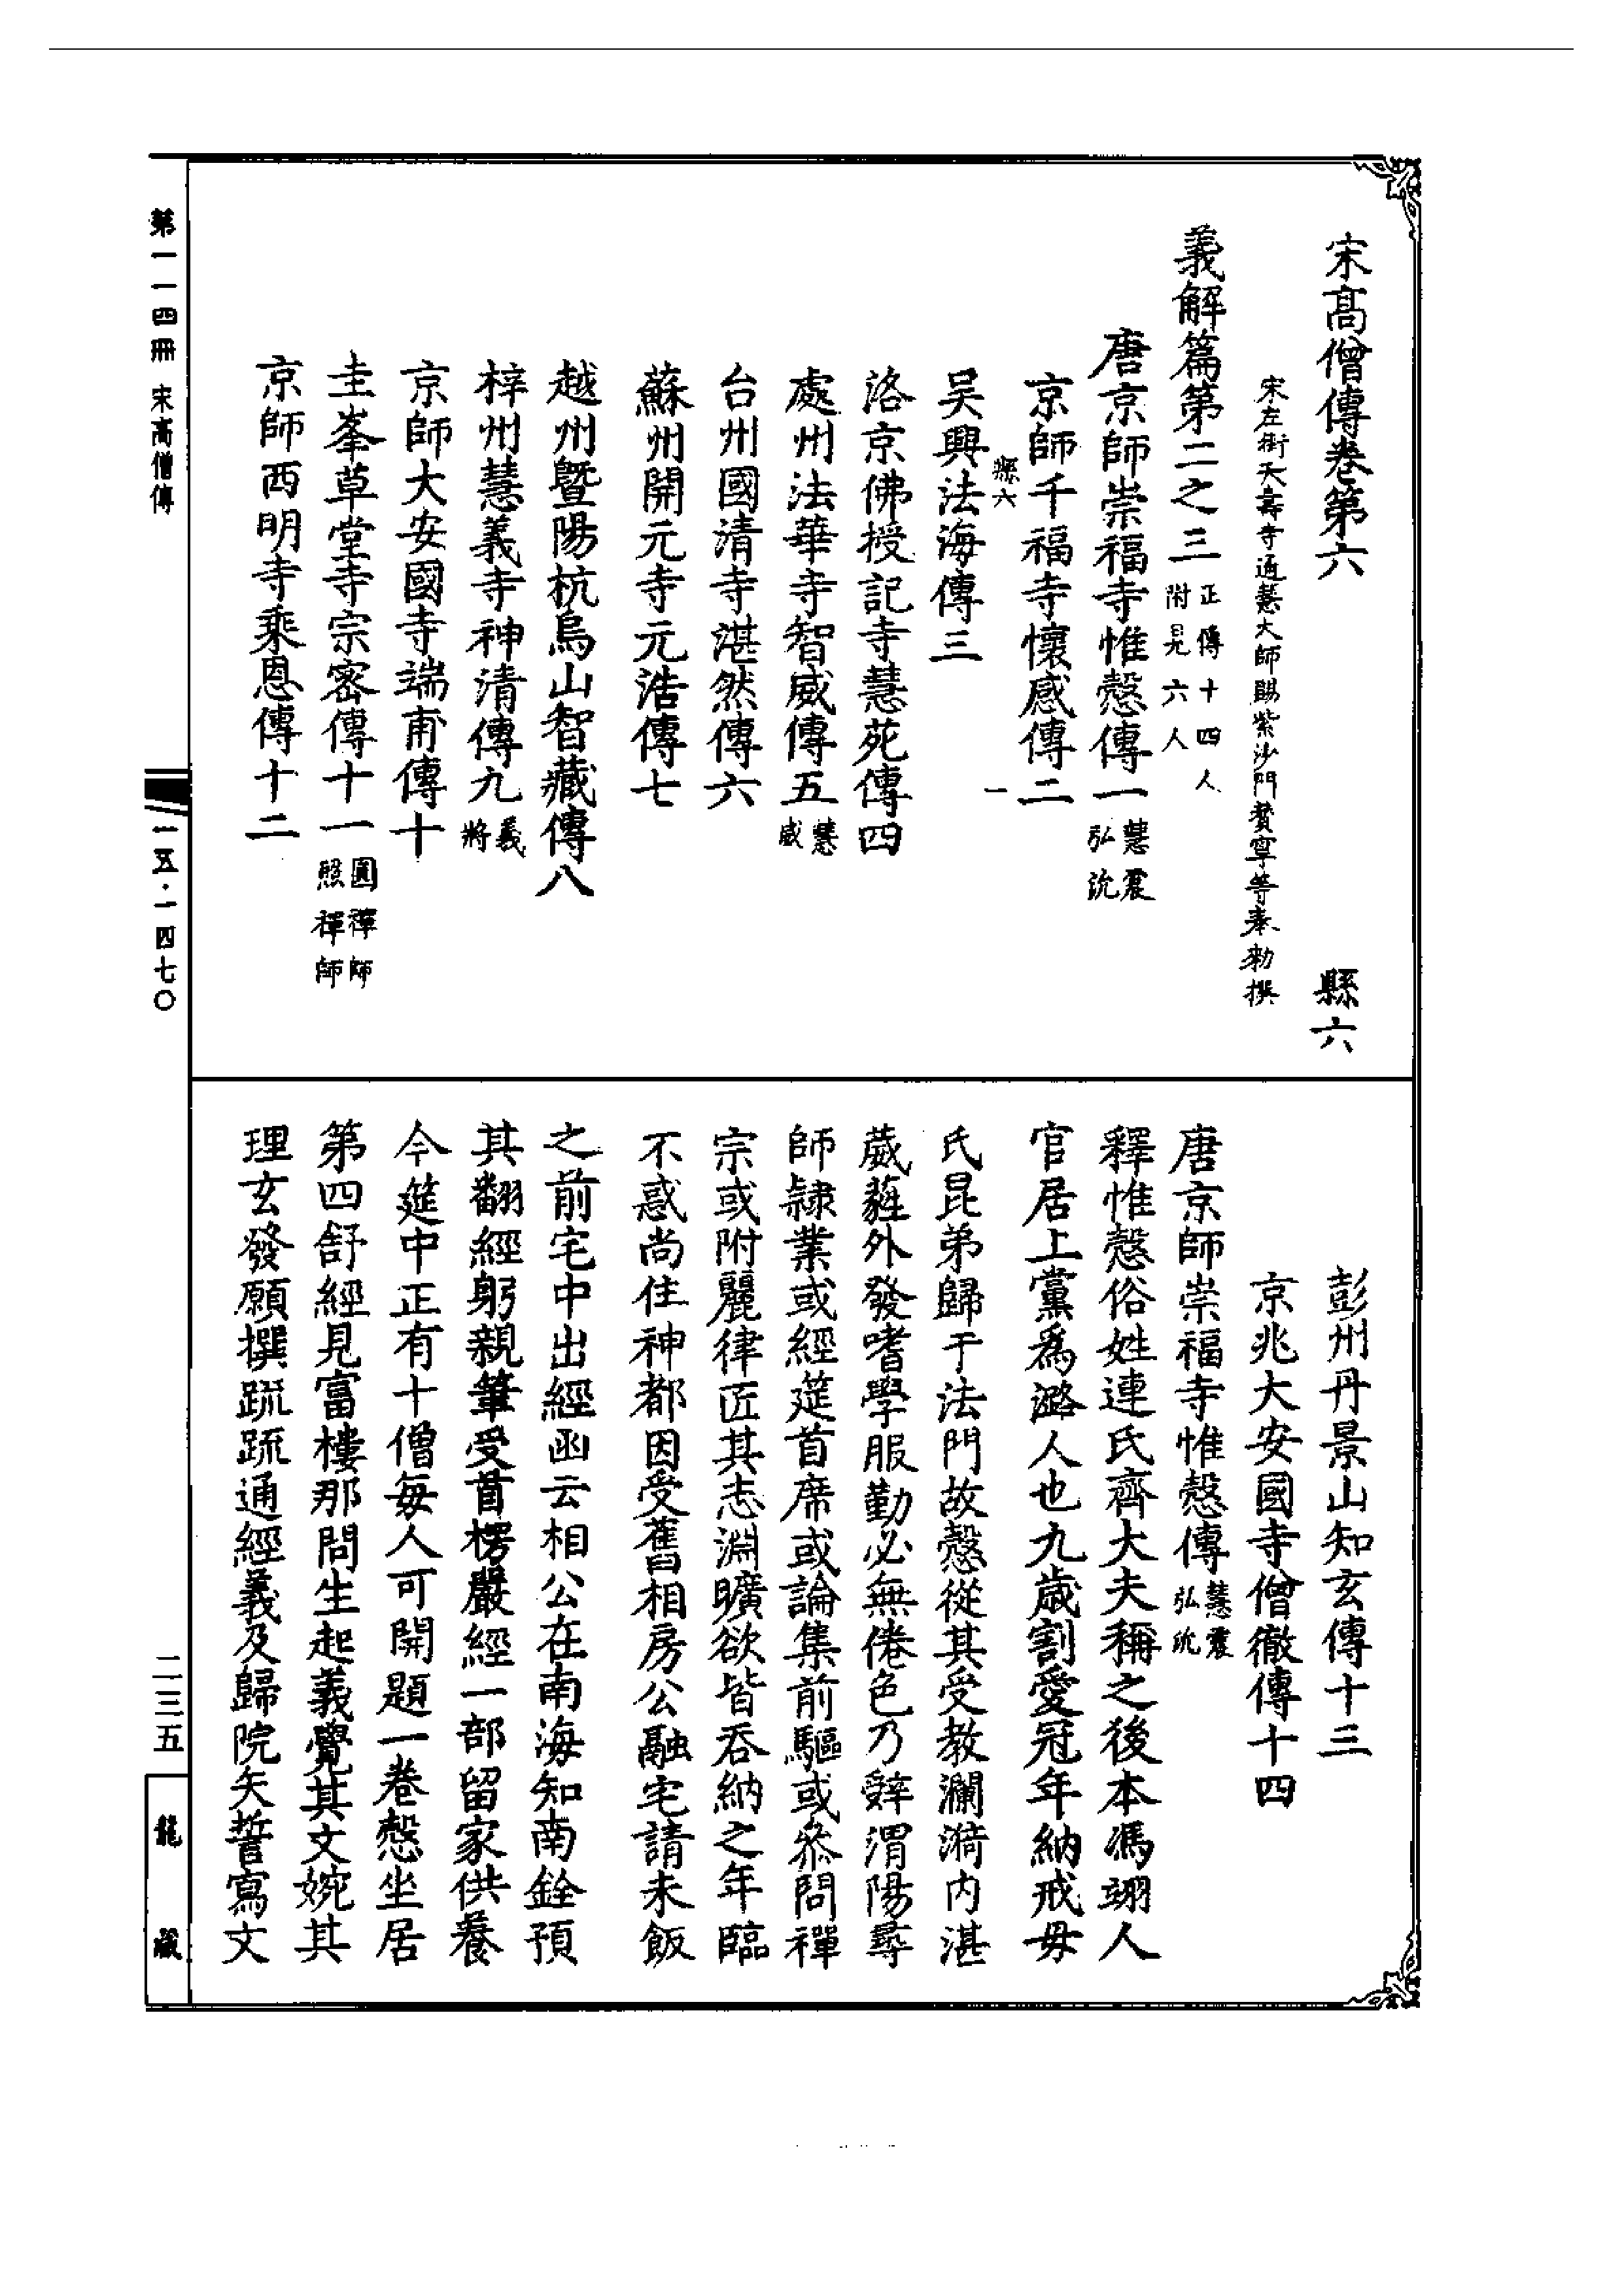 宋高僧傳卷第六　縣六
宋左街天壽寺通慧大師賜紫沙門贊寧等奉勅撰
義解篇第二之三正傳十四人附見六人
唐京師崇福寺惟慤傳一慧震弘沇
京師千福寺懷感傳二
縣六　一
吳興法海傳三
洛京佛授記寺慧苑傳四
處州法華寺智威傳五慧威
台州國清寺湛然傳六
蘇州開元寺元浩傳七
越州暨陽杭烏山智藏傳八
梓州慧義寺神清傳九義將
京師大安國寺端甫傳十
圭峯草堂寺宗密傳十一圓禪師照禪師
京師西明寺乘恩傳十二
彭州丹景山知玄傳十三
京兆大安國寺僧徹傳十四
唐京師崇福寺惟慤傳慧震弘沇
釋惟慤俗姓連氏齊大夫稱之後本馮翊人
官居上黨爲潞人也九歲割愛冠年納戒母
氏昆弟歸于法門故慤從其受教瀾漪內湛
葳蕤外發嗜學服勤必無倦色乃辭渭陽尋
師隷業或經筵首席或論集前驅或參問禪
宗或附麗律匠其志淵曠欲皆吞納之年臨
不惑尚住神都因受舊相房公融宅請未飯
之前宅中出經函云相公在南海知南銓預
其翻經躬親筆受首楞嚴經一部留家供養
今筵中正有十僧每人可開題一卷慤坐居
第四舒經見富樓那問生起義覺其文婉其
理玄發願撰疏疏通經義及歸院矢誓寫文
第一一四冊　宋高僧傳
一一五·一四七〇
二三五
龍藏